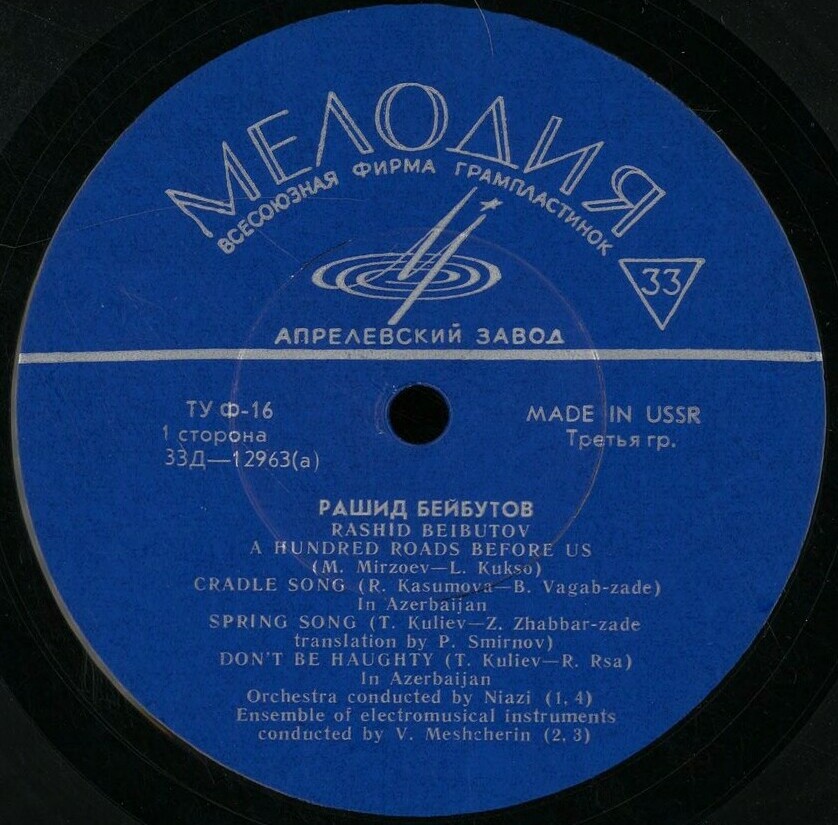 МЕЛОДИЯ
ВСЕСОЮЗНАЯ ФИРМА ГРАМПЛАСТИНОК
33
АПРЕЛЕВСКИЙ ЗАВОД
ТУ Ф-16
1 сторона
33Д—12963(а)
MADE IN USSR
Третья гр.
РАШИД БЕЙБУТОВ
RASHID BEIBUTOV
A HUNDRED ROADS BEFORE US
(M. Mirzoev—L. Kukso)
CRADLE SONG (R. Kasumova—B. Vagab-zade)
In Azerbaijan
SPRING SONG (T. Kuliev—Z. Zhabbar-zade
translation by P. Smirnov)
DON'T BE HAUGHTY (T. Kuliev—R. Rsa)
In Azerbaijan
Orchestra conducted by Niazi (1, 4)
Ensemble of electromusical instruments
conducted by V. Meshcherin (2, 3)